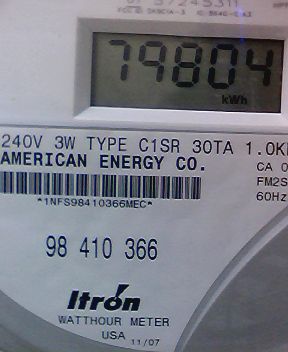 79804
kWh
240V 3W TYPE C1SR 30TA 1.0K
AMERICAN ENERGY CO.
CA 0
FM2S
60Hz
*1NFS98410366MEC*
98 410 366
Itron
WATTHOUR METER
USA 11/07